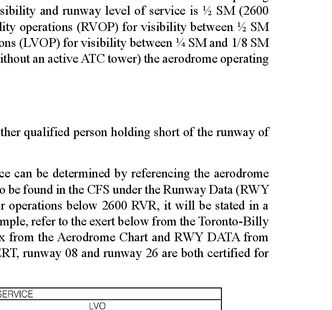 sibility and runway level of service is ½ SM (2600
lity operations (RVOP) for visibility between ½ SM
ons (LVOP) for visibility between ¼ SM and 1/8 SM
ithout an active ATC tower) the aerodrome operating
ther qualified person holding short of the runway of
ce can be determined by referencing the aerodrome
o be found in the CFS under the Runway Data (RWY
r operations below 2600 RVR, it will be stated in a
mple, refer to the exert below from the Toronto-Billy
x from the Aerodrome Chart and RWY DATA from
RT, runway 08 and runway 26 are both certified for
SERVICE
LVO